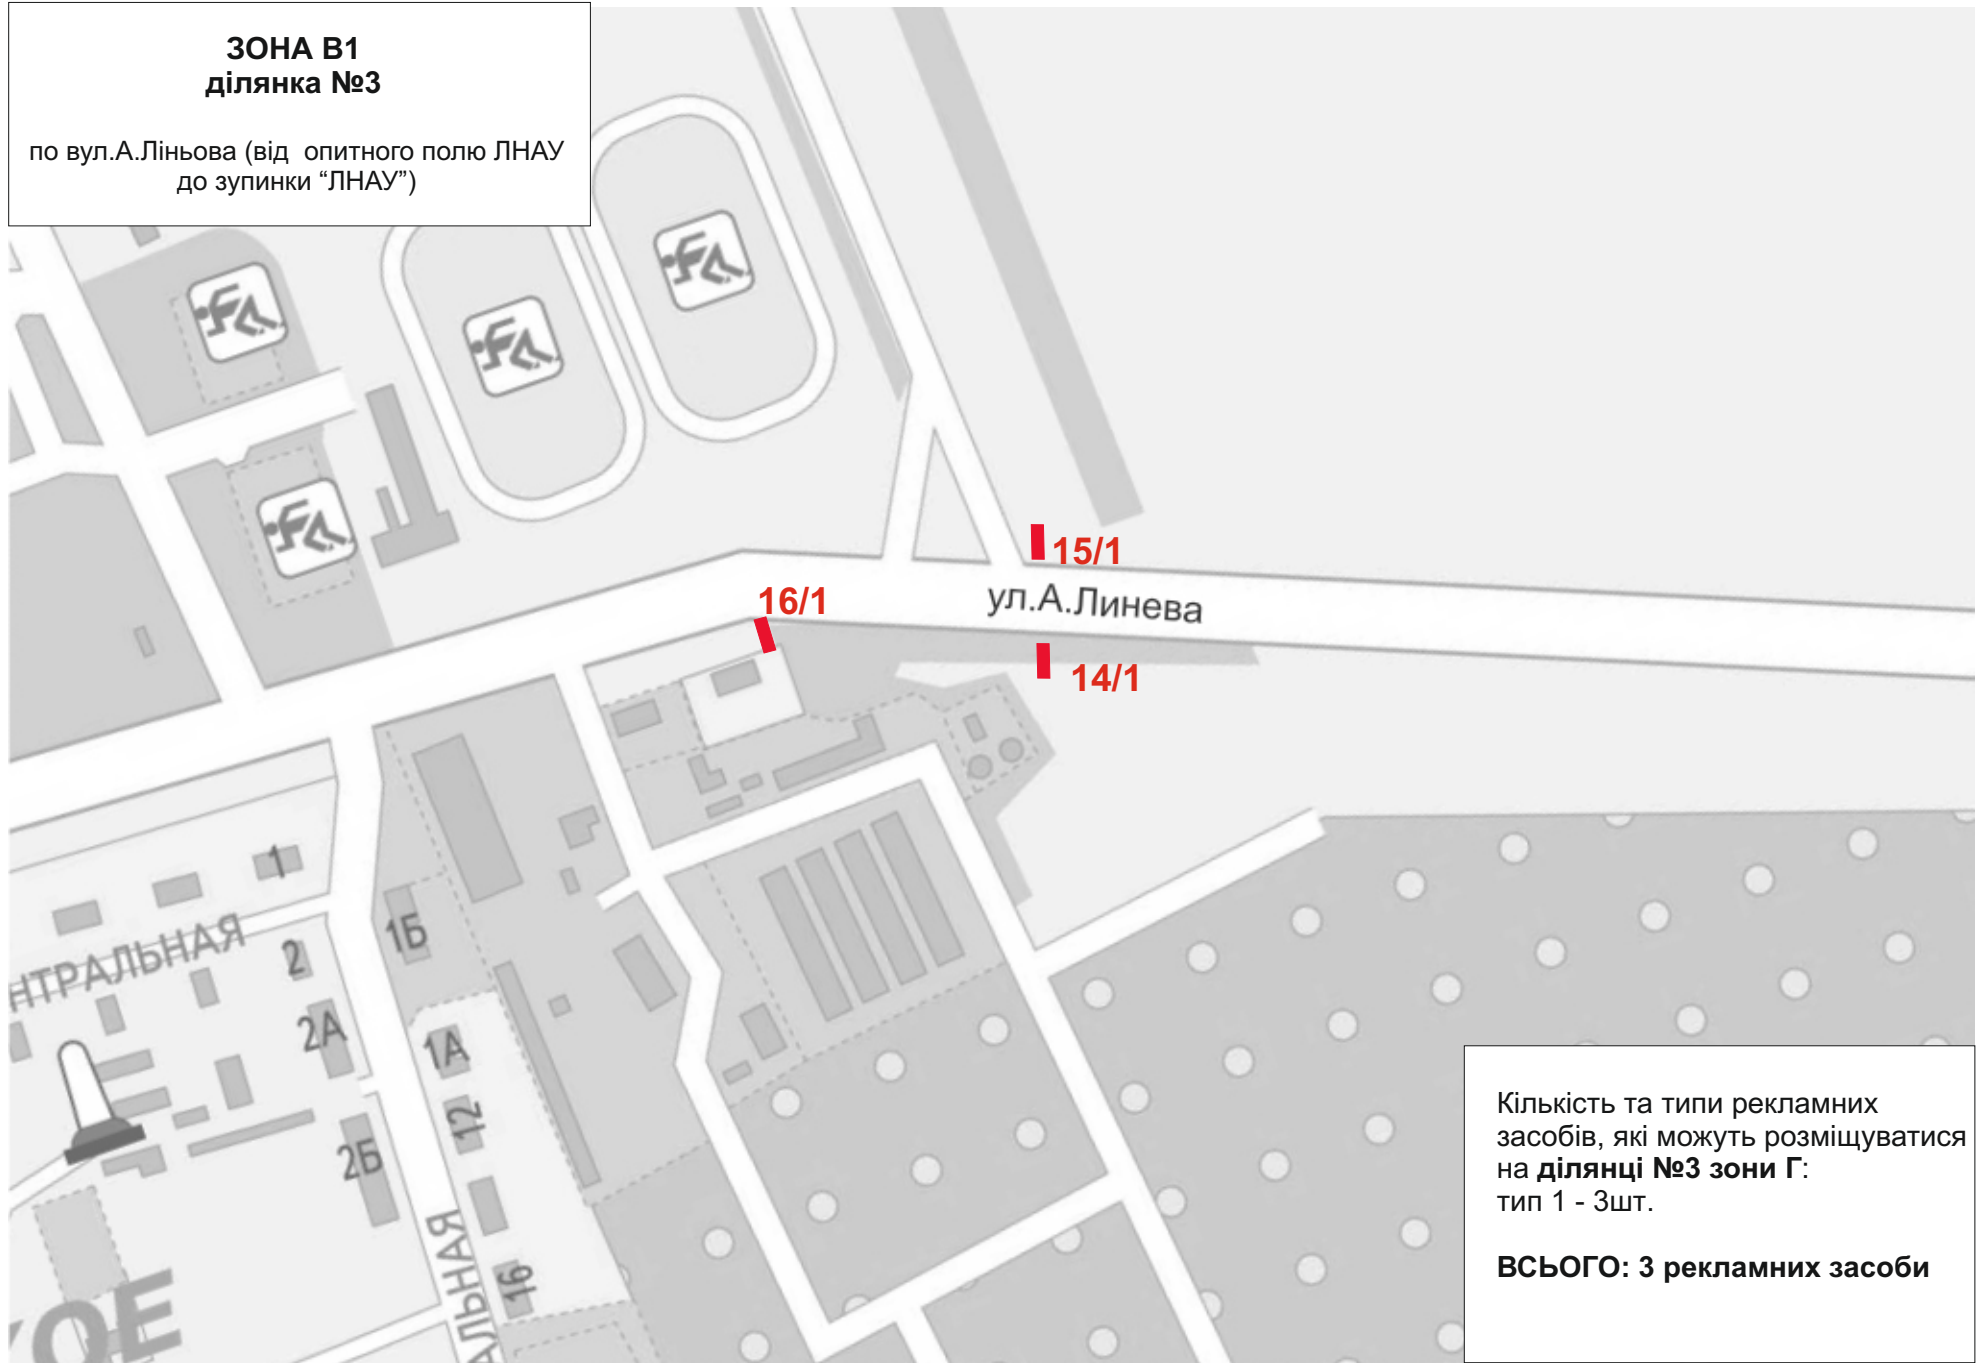 ЗОНА В1
ділянка №3
по вул.А.Ліньова (від опитного полю ЛНАУ
до зупинки “ЛНАУ”)
15/1
16/1
ул.А.Линева
14/1
1
1Б
НТРАЛЬНАЯ
2
2А
1А
12
2Б
АЛЬНАЯ
16
КОЕ
Кількість та типи рекламних
засобів, які можуть розміщуватися
на ділянці №3 зони Г:
тип 1 - 3шт.
ВСЬОГО: 3 рекламних засоби